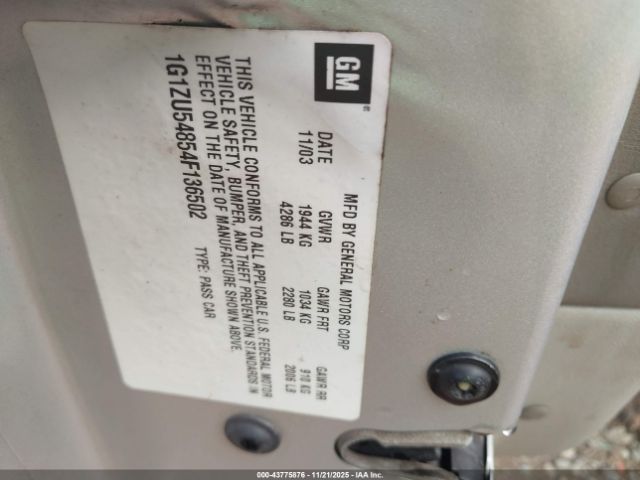 GM
MFD BY GENERAL MOTORS CORP
DATE GVWR GAWR FRT GAWR RR
11/03 1944 KG 1034 KG 910 KG
4286 LB 2280 LB 2006 LB
THIS VEHICLE CONFORMS TO ALL APPLICABLE U.S. FEDERAL MOTOR
VEHICLE SAFETY, BUMPER, AND THEFT PREVENTION STANDARDS IN
EFFECT ON THE DATE OF MANUFACTURE SHOWN ABOVE.
1G1ZU54854F136502 TYPE: PASS CAR
000-43775876 - 11/21/2025 - IAA Inc.